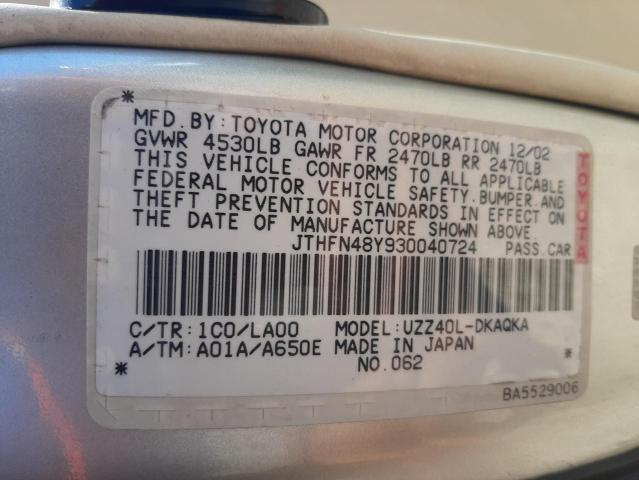 MFD. BY: TOYOTA MOTOR CORPORATION 12/02
GVWR 4530LB GAWR FR 2470LB RR 2470LB
THIS VEHICLE CONFORMS TO ALL APPLICABLE
FEDERAL MOTOR VEHICLE SAFETY, BUMPER, AND
THEFT PREVENTION STANDARDS IN EFFECT ON
THE DATE OF MANUFACTURE SHOWN ABOVE.
JTHFN48Y930040724 PASS. CAR
C/TR: 1C0/LA00 MODEL: UZZ40L-DKAQKA
A/TM: A01A/A650E MADE IN JAPAN
NO. 062
BA5529006
TOYOTA